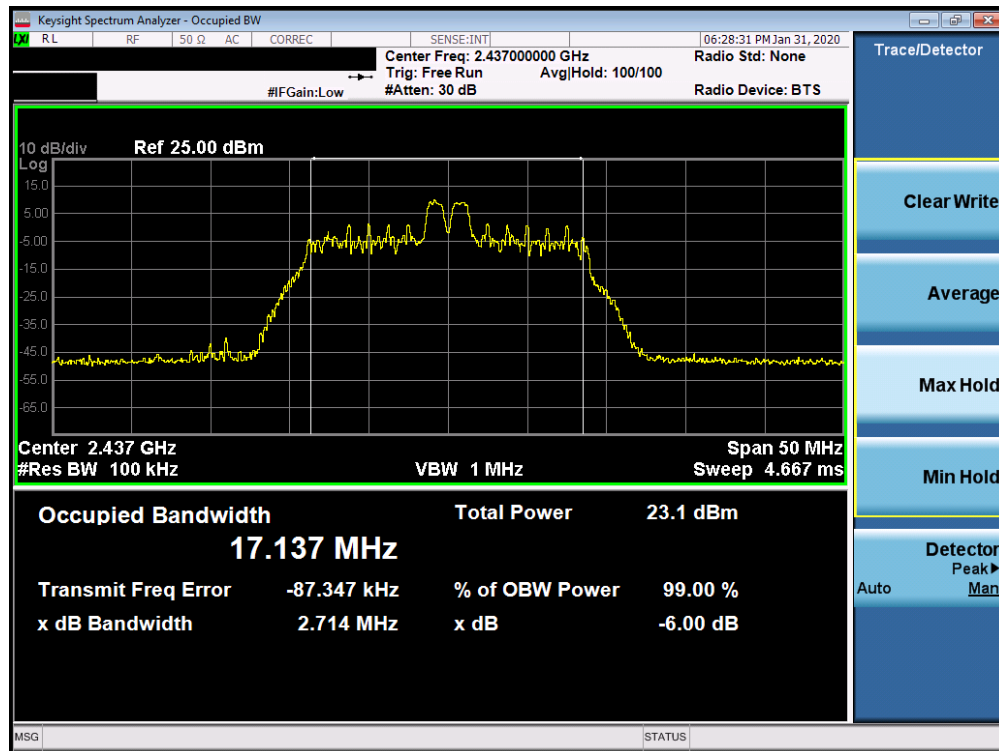 Keysight Spectrum Analyzer - Occupied BW
LXI RL RF 50 Ω AC CORREC SENSE:INT 06:28:31 PM Jan 31, 2020
Center Freq: 2.437000000 GHz Radio Std: None
Trig: Free Run Avg|Hold: 100/100
#IFGain:Low #Atten: 30 dB Radio Device: BTS
Trace/Detector
10 dB/div Ref 25.00 dBm
Log
15.0
5.00
-5.00
-15.0
-25.0
-35.0
-45.0
-55.0
-65.0
Center 2.437 GHz Span 50 MHz
#Res BW 100 kHz VBW 1 MHz Sweep 4.667 ms
Occupied Bandwidth Total Power 23.1 dBm
17.137 MHz
Transmit Freq Error -87.347 kHz % of OBW Power 99.00 %
x dB Bandwidth 2.714 MHz x dB -6.00 dB
Clear Write
Average
Max Hold
Min Hold
Detector
Peak▶
Auto Man
MSG STATUS